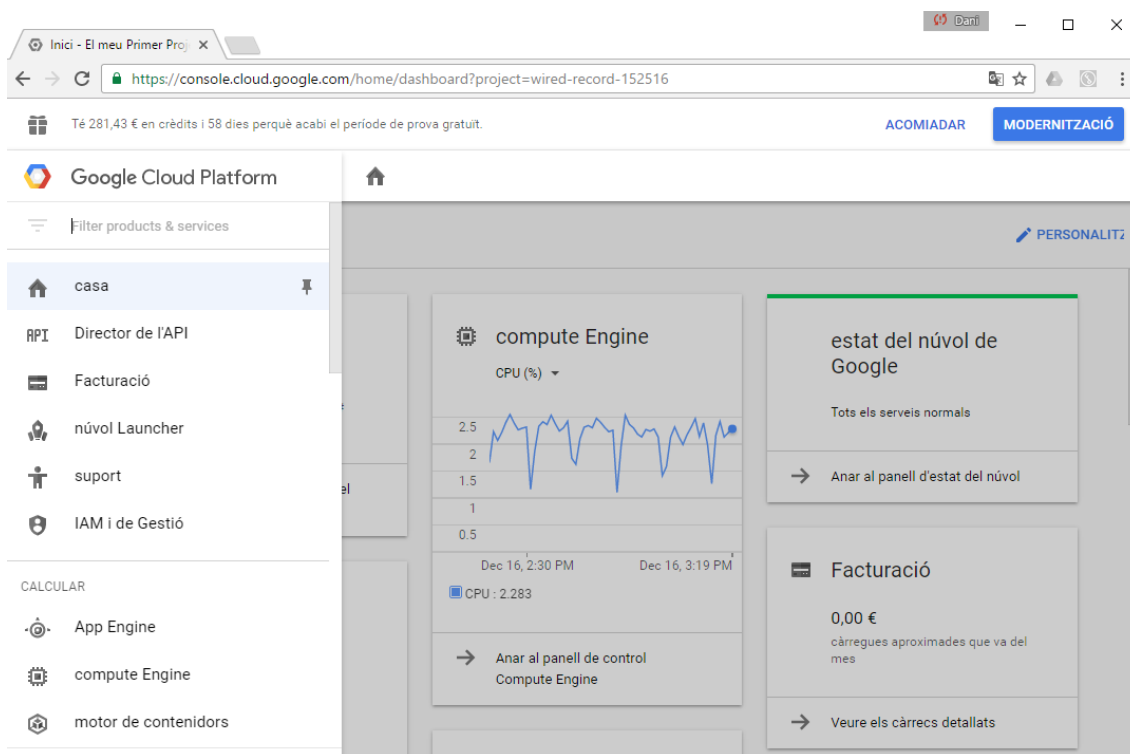 Dani
Inici - El meu Primer Proj
https://console.cloud.google.com/home/dashboard?project=wired-record-152516
Té 281,43 € en crèdits i 58 dies perquè acabi el període de prova gratuït.
ACOMIADAR
MODERNITZACIÓ
Google Cloud Platform
Filter products & services
PERSONALITZ
casa
API
Director de l'API
Facturació
núvol Launcher
suport
IAM i de Gestió
CALCULAR
App Engine
compute Engine
motor de contenidors
el
compute Engine
CPU (%)
2.5
2
1.5
1
0.5
Dec 16, 2:30 PM
Dec 16, 3:19 PM
CPU : 2.283
Anar al panell de control
Compute Engine
estat del núvol de
Google
Tots els serveis normals
Anar al panell d'estat del núvol
Facturació
0,00 €
càrregues aproximades que va del
mes
Veure els càrrecs detallats